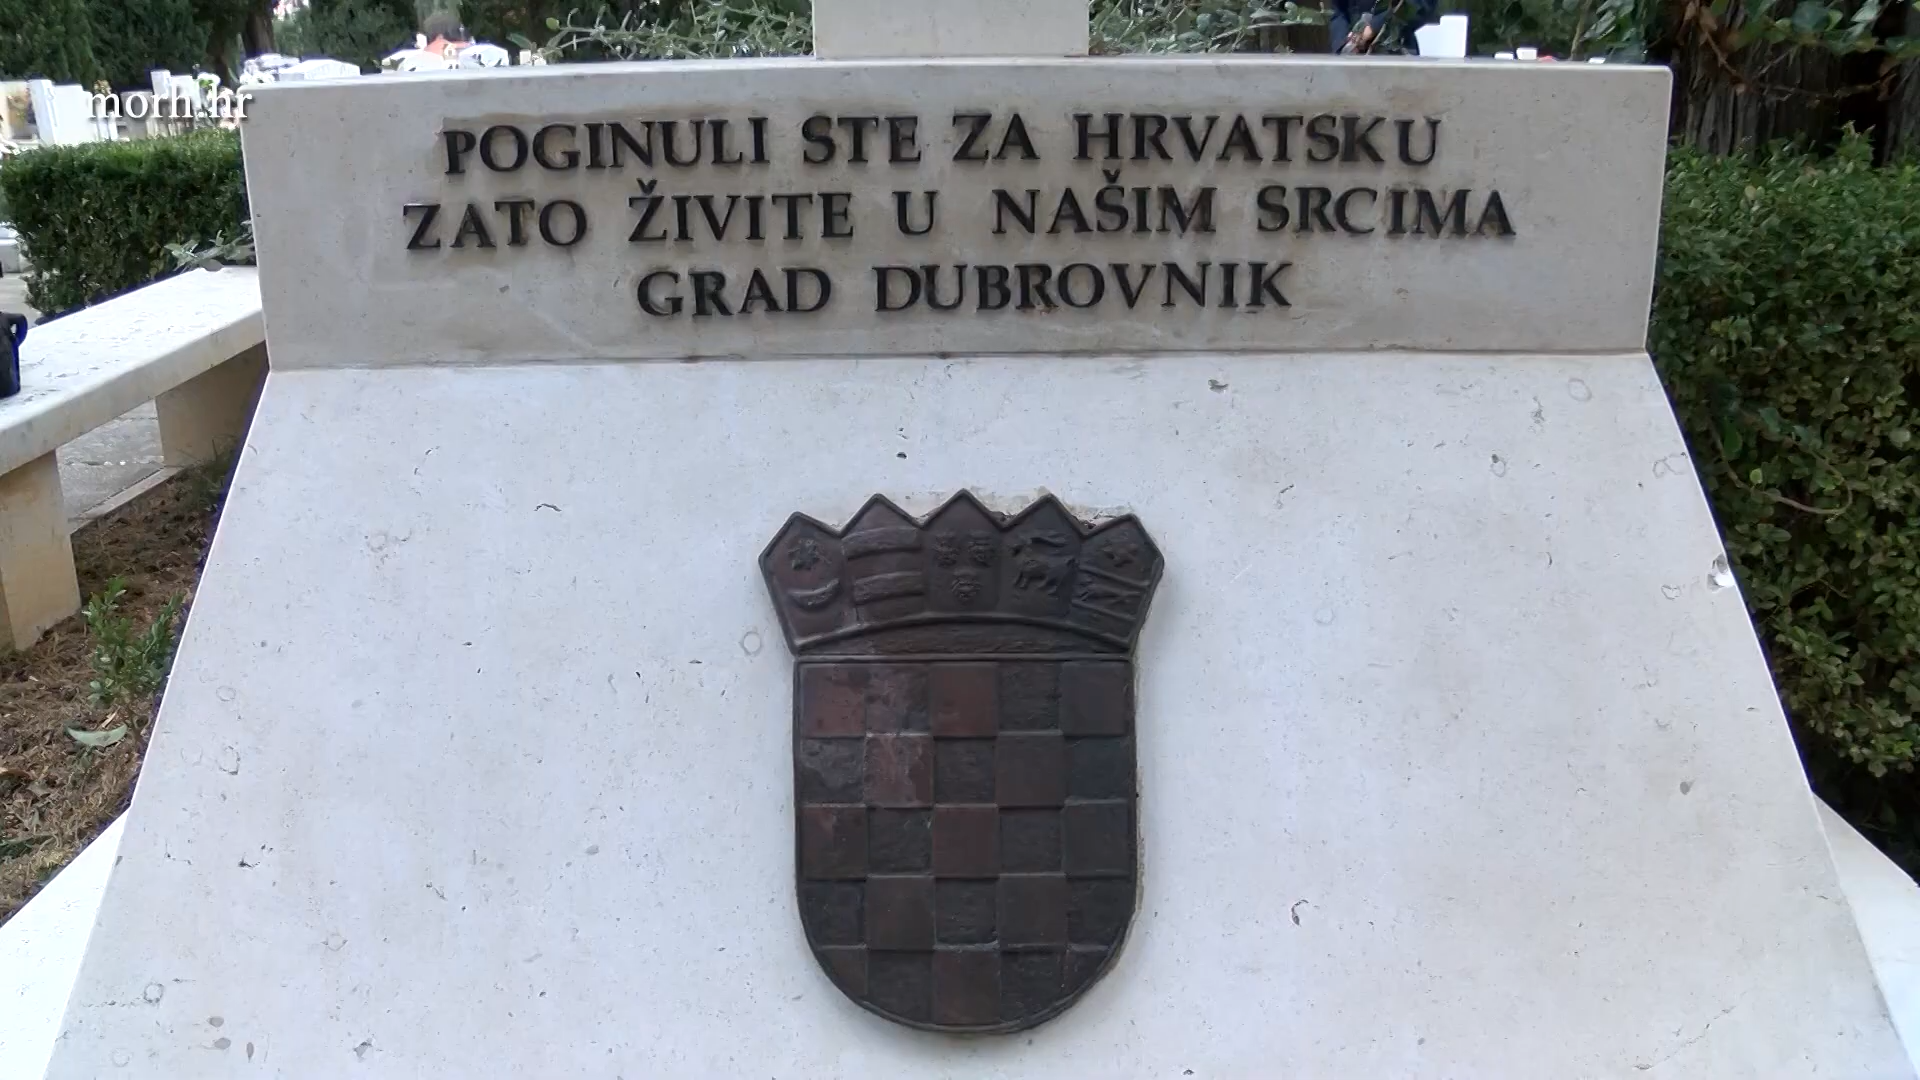 morh.hr
POGINULI STE ZA HRVATSKU
ZATO ŽIVITE U NAŠIM SRCIMA
GRAD DUBROVNIK